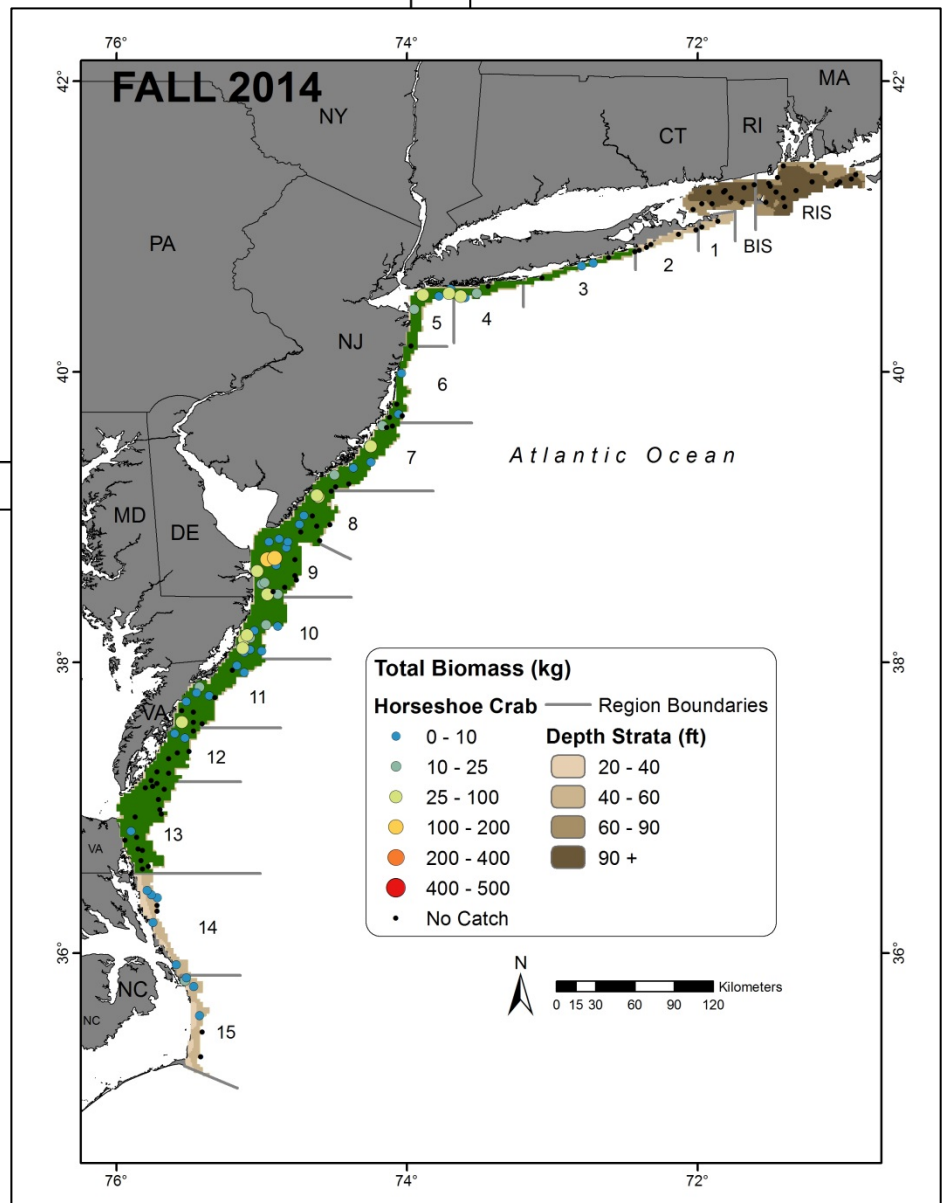 76°
74°
72°
FALL 2014
42°
42°
NY
MA
CT
RI
PA
RIS
BIS
1
2
3
4
5
NJ
40°
40°
6
Atlantic Ocean
7
MD
DE
8
9
10
38°
38°
11
VA
12
13
VA
14
NC
NC
15
36°
36°
Total Biomass (kg)
Horseshoe Crab
0 - 10
10 - 25
25 - 100
100 - 200
200 - 400
400 - 500
No Catch
Region Boundaries
Depth Strata (ft)
20 - 40
40 - 60
60 - 90
90 +
N
Kilometers
0 15 30 60 90 120
76°
74°
72°